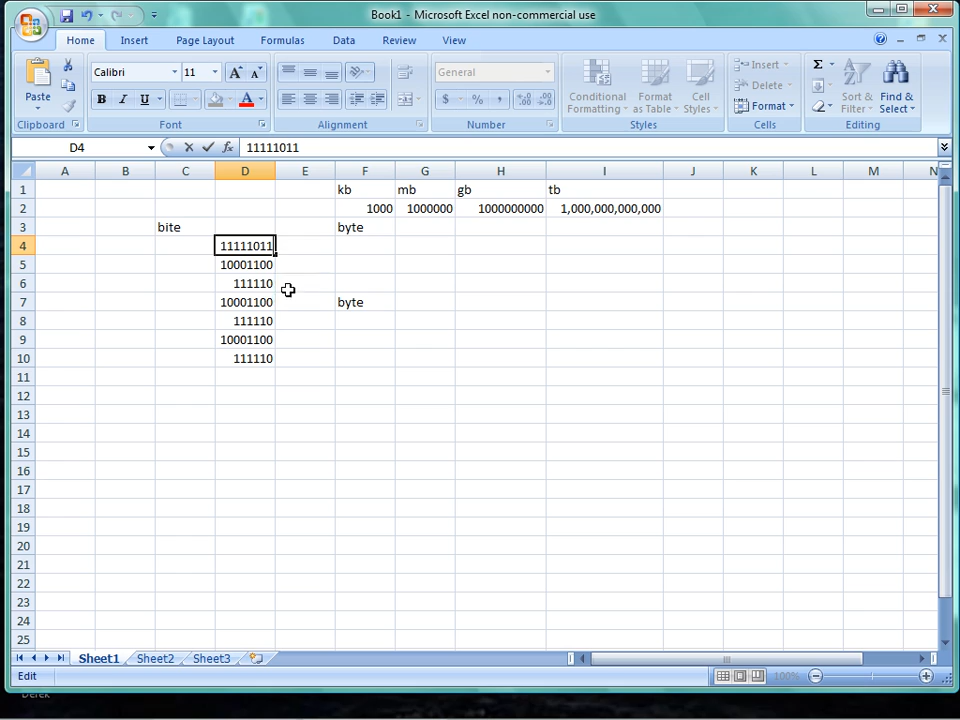 Book1 - Microsoft Excel non-commercial use
Home Insert Page Layout Formulas Data Review View
Paste
Calibri 11
B I U
A A
A
General
$ % ,
Conditional Formatting
Format as Table
Cell Styles
Insert
Delete
Format
Σ
Sort & Filter
Find & Select
Clipboard Font Alignment Number Styles Cells Editing
D4 fx 11111011
A B C D E F G H I J K L M N
1 kb mb gb tb
2 1000 1000000 1000000000 1,000,000,000,000
3 bite byte
4 11111011
5 10001100
6 111110
7 10001100 byte
8 111110
9 10001100
10 111110
11
12
13
14
15
16
17
18
19
20
21
22
23
24
25
Sheet1 Sheet2 Sheet3
Edit 100%
Derek